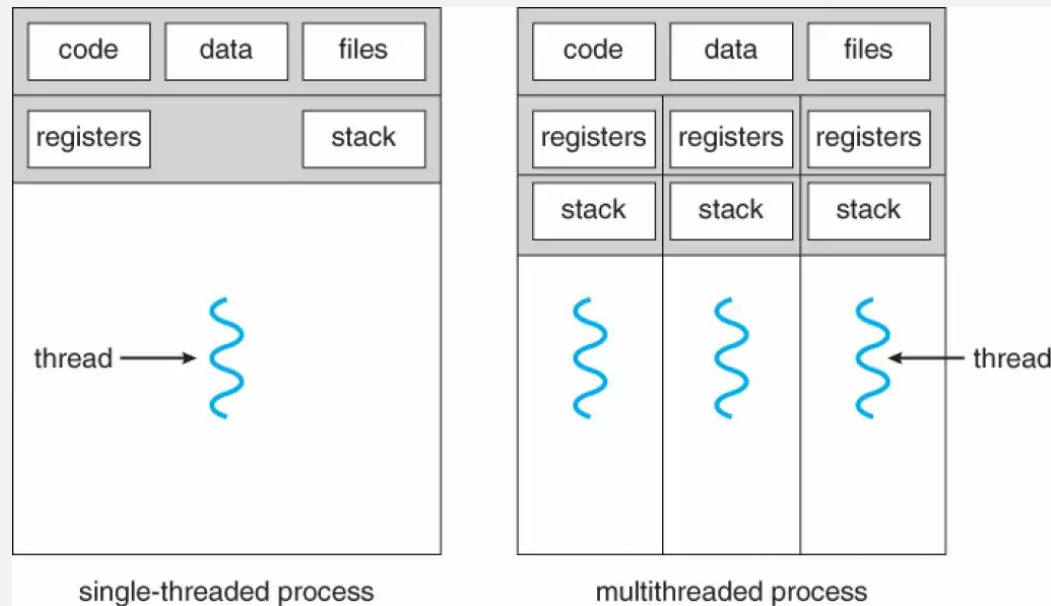 code data files
registers stack
thread
single-threaded process
code data files
registers registers registers
stack stack stack
thread
multithreaded process